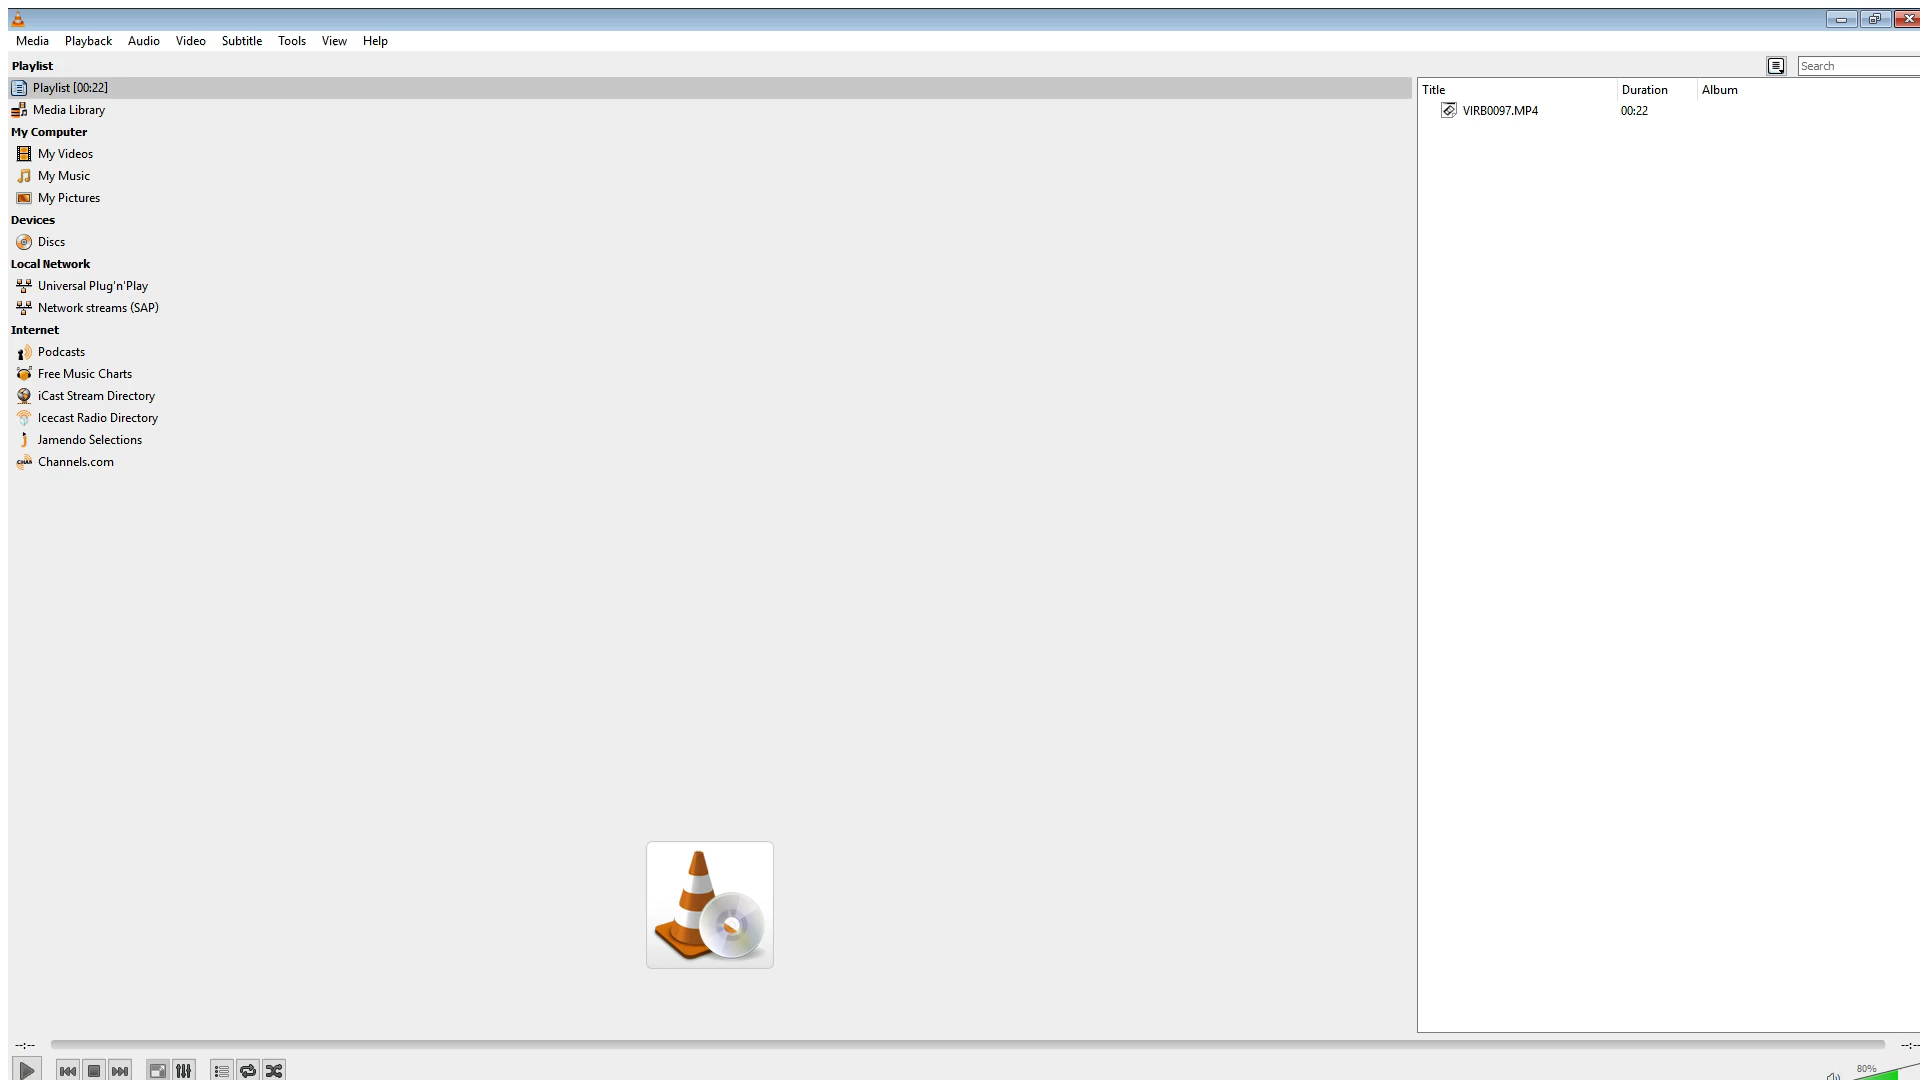 Media Playback Audio Video Subtitle Tools View Help
Playlist
Search
Playlist [00:22]
Media Library
My Computer
My Videos
My Music
My Pictures
Devices
Discs
Local Network
Universal Plug'n'Play
Network streams (SAP)
Internet
Podcasts
Free Music Charts
iCast Stream Directory
Icecast Radio Directory
Jamendo Selections
Channels.com
Title Duration Album
VIRB0097.MP4 00:22
--:-- --:--
80%